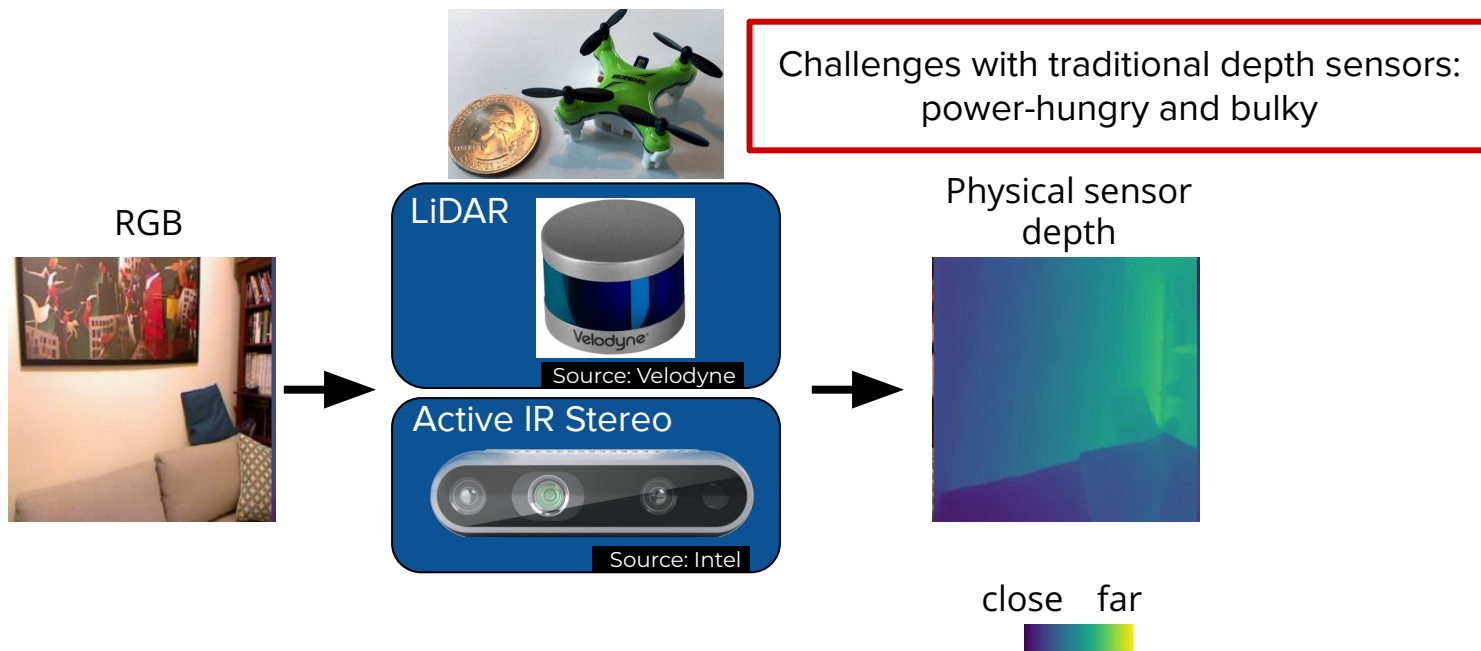 Challenges with traditional depth sensors:
power-hungry and bulky
RGB
LiDAR
Velodyne
Source: Velodyne
Active IR Stereo
Source: Intel
Physical sensor
depth
close far